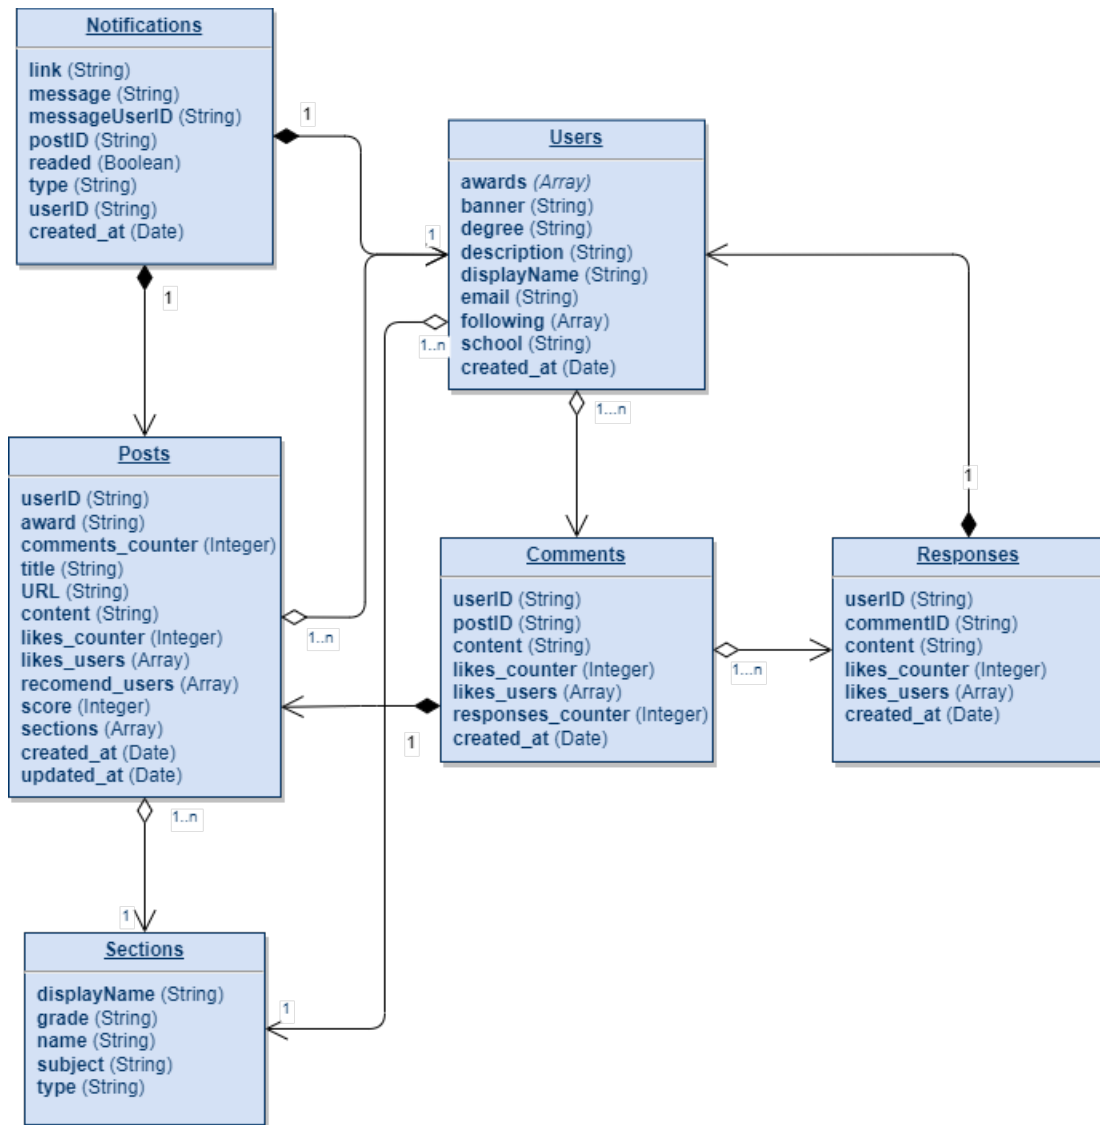 Notifications
link (String)
message (String)
messageUserID (String)
postID (String)
readed (Boolean)
type (String)
userID (String)
created_at (Date)
1
1
Users
awards (Array)
banner (String)
degree (String)
description (String)
displayName (String)
email (String)
following (Array)
school (String)
created_at (Date)
1
1..n
1...n
Posts
userID (String)
award (String)
comments_counter (Integer)
title (String)
URL (String)
content (String)
likes_counter (Integer)
likes_users (Array)
recomend_users (Array)
score (Integer)
sections (Array)
created_at (Date)
updated_at (Date)
1..n
1..n
Comments
userID (String)
postID (String)
content (String)
likes_counter (Integer)
likes_users (Array)
responses_counter (Integer)
created_at (Date)
1
1...n
1
Responses
userID (String)
commentID (String)
content (String)
likes_counter (Integer)
likes_users (Array)
created_at (Date)
1
Sections
displayName (String)
grade (String)
name (String)
subject (String)
type (String)
1